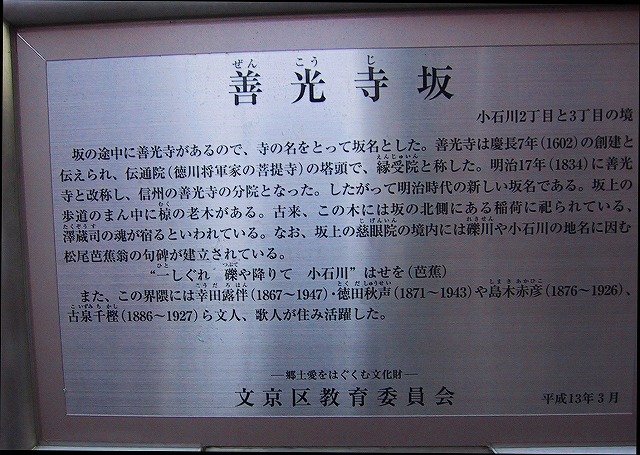 善光寺坂
小石川2丁目と3丁目の境
坂の途中に善光寺があるので、寺の名をとって坂名とした。善光寺は慶長7年(1602)の創建と
伝えられ、伝通院(徳川将軍家の菩提寺)の塔頭で、縁受院と称した。明治17年(1834)に善光
寺と改称し、信州の善光寺の分院となった。したがって明治時代の新しい坂名である。坂上の
歩道のまん中に椋の老木がある。古来、この木には坂の北側にある稲荷に祀られている、
澤蔵司の魂が宿るといわれている。なお、坂上の慈眼院の境内には礫川や小石川の地名に因む
松尾芭蕉翁の句碑が建立されている。
“一しぐれ 礫や降りて 小石川”はせを(芭蕉)
また、この界隈には幸田露伴(1867~1947)・徳田秋声(1871~1943)や島木赤彦(1876~1926)、
古泉千樫(1886~1927)ら文人、歌人が住み活躍した。
―郷土愛をはぐくむ文化財―
文京区教育委員会
平成13年3月